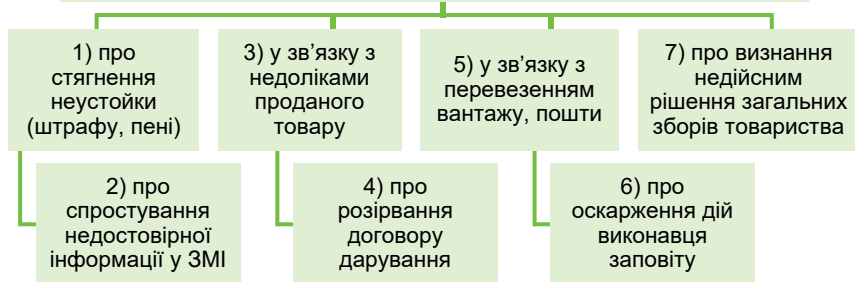 1) про
стягнення
неустойки
(штрафу, пені)
2) про
спростування
недостовірної
інформації у ЗМІ
3) у зв’язку з
недоліками
проданого
товару
4) про
розірвання
договору
дарування
5) у зв’язку з
перевезенням
вантажу, пошти
6) про
оскарження дій
виконавця
заповіту
7) про визнання
недійсним
рішення загальних
зборів товариства